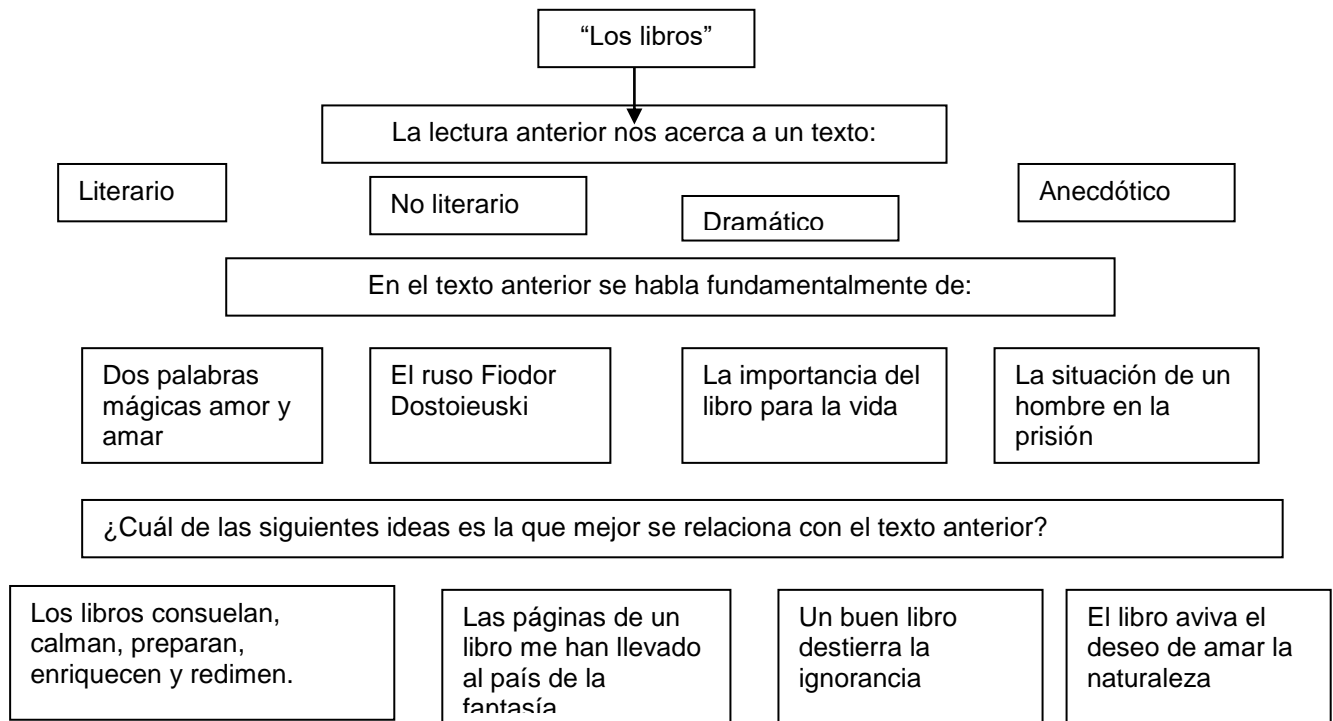 “Los libros”
La lectura anterior nos acerca a un texto:
Literario
No literario
Dramático
Anecdótico
En el texto anterior se habla fundamentalmente de:
Dos palabras
mágicas amor y
amar
El ruso Fiodor
Dostoieuski
La importancia del
libro para la vida
La situación de un
hombre en la
prisión
¿Cuál de las siguientes ideas es la que mejor se relaciona con el texto anterior?
Los libros consuelan,
calman, preparan,
enriquecen y redimen.
Las páginas de un
libro me han llevado
al país de la
fantasía
Un buen libro
destierra la
ignorancia
El libro aviva el
deseo de amar la
naturaleza